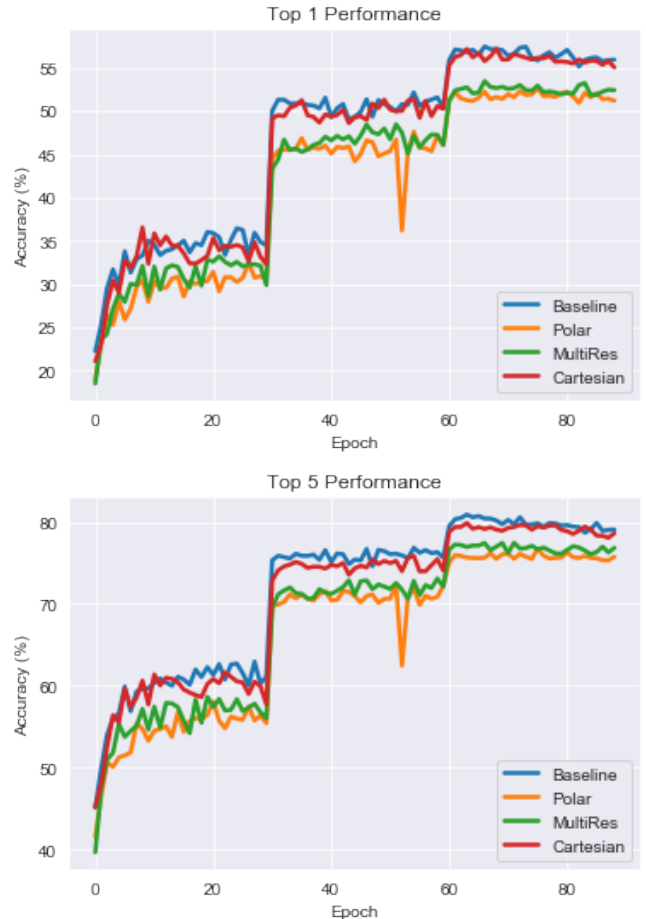 Top 1 Performance
Accuracy (%)
55
50
45
40
35
30
25
20
0
20
40
60
80
Epoch
Baseline
Polar
MultiRes
Cartesian
Top 5 Performance
Accuracy (%)
80
70
60
50
40
0
20
40
60
80
Epoch
Baseline
Polar
MultiRes
Cartesian